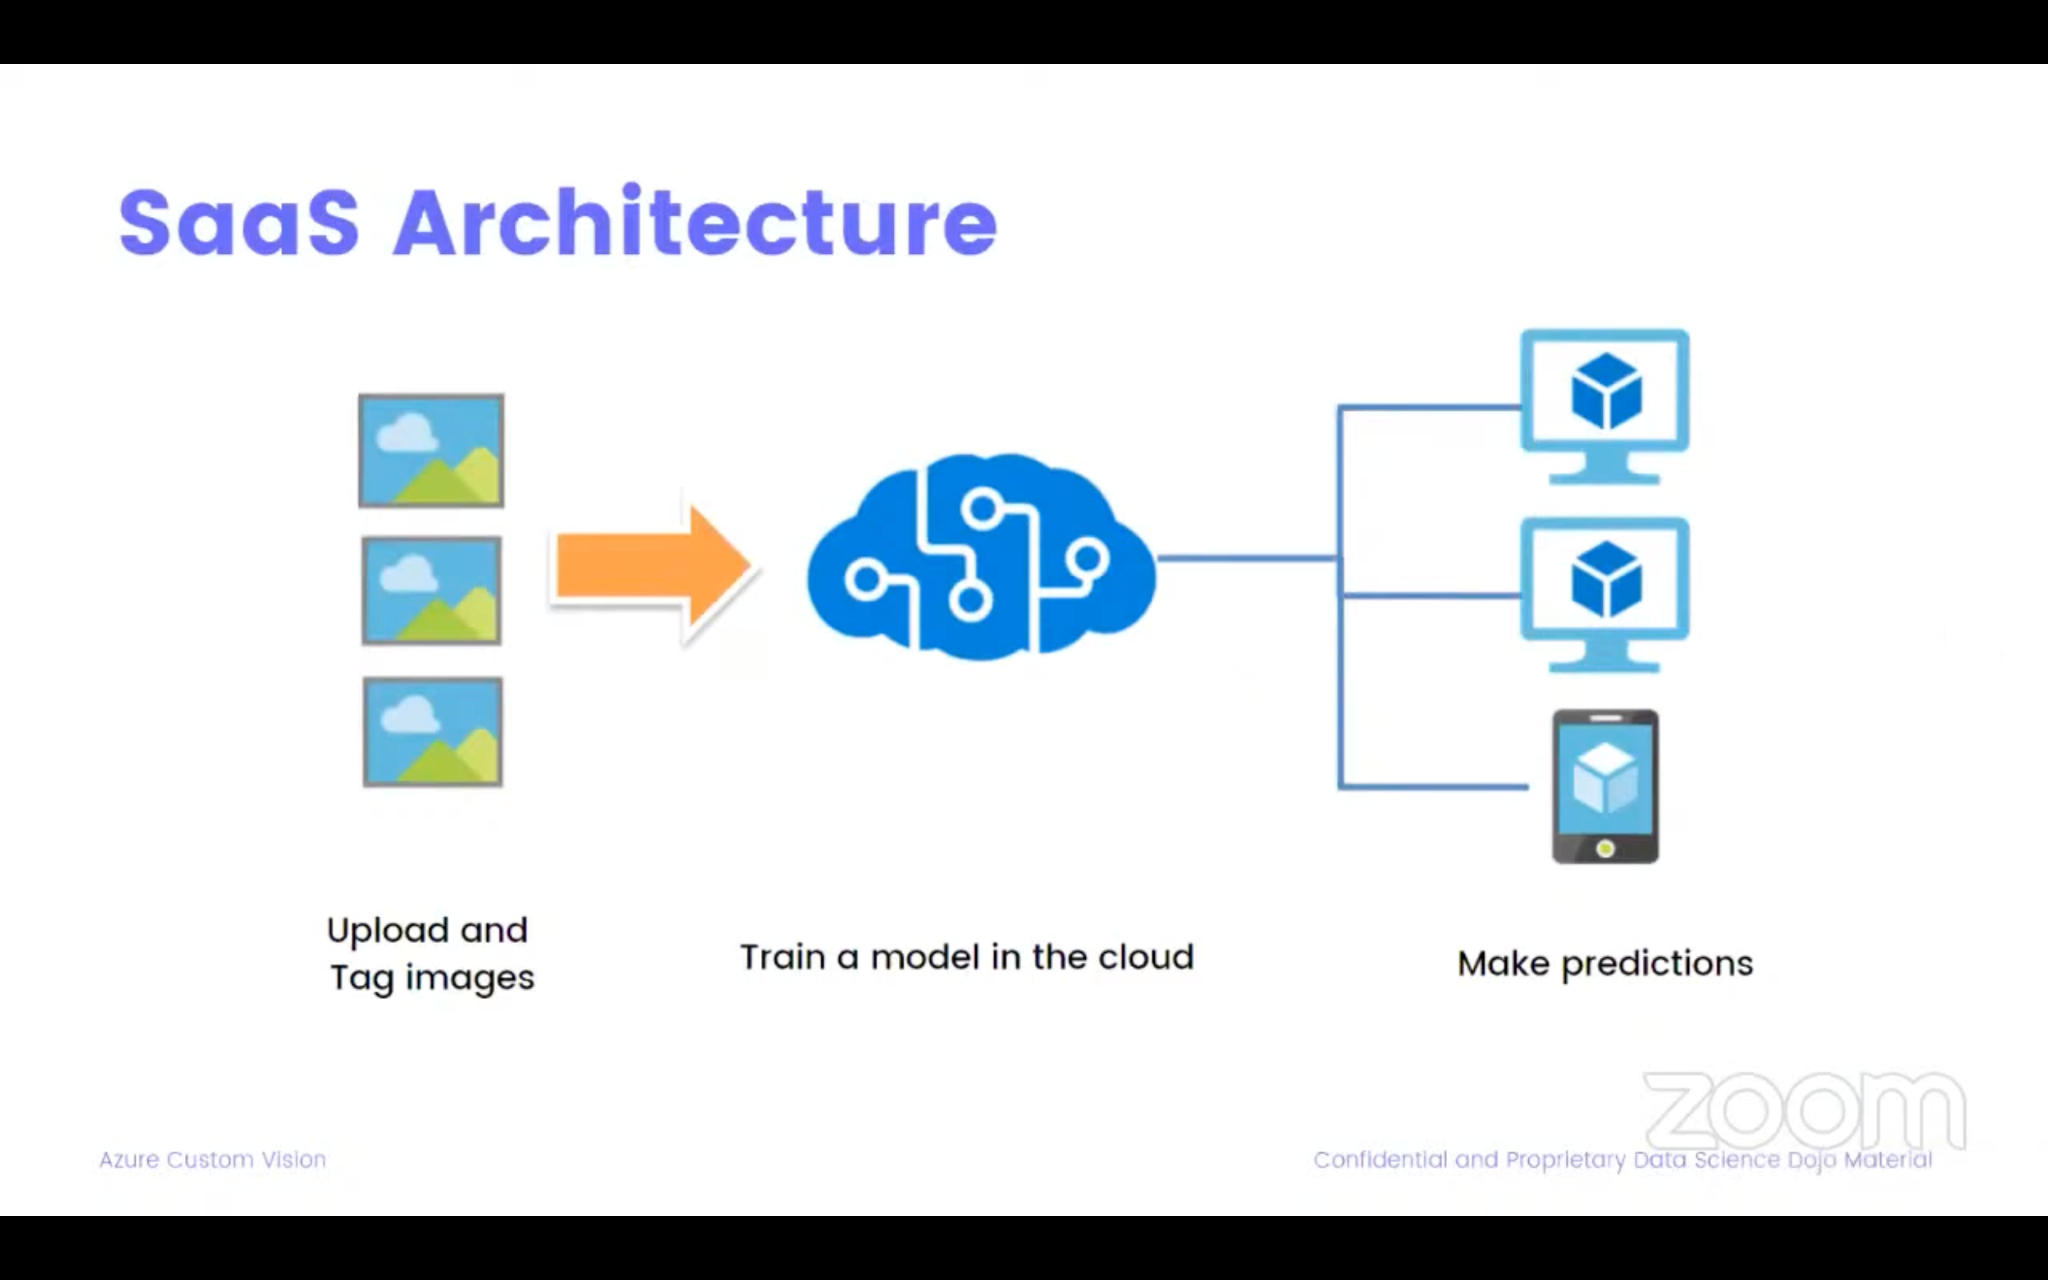 SaaS Architecture
Upload and
Tag images
Train a model in the cloud
Make predictions
zoom
Azure Custom Vision
Confidential and Proprietary Data Science Dojo Material